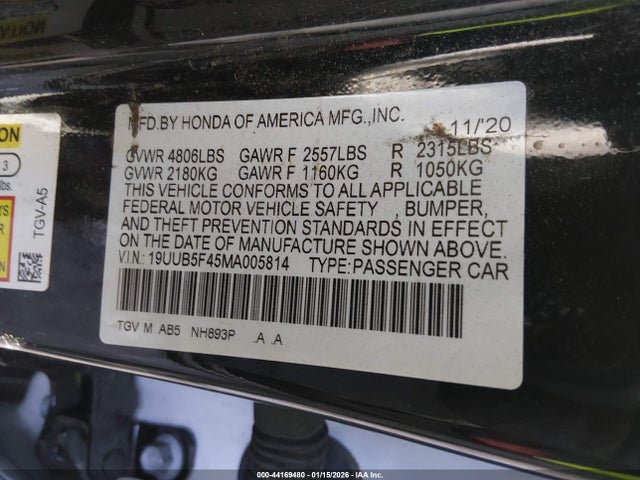 MFD.BY HONDA OF AMERICA MFG.,INC. 11/'20
GVWR 4806LBS GAWR F 2557LBS R 2315LBS
GVWR 2180KG GAWR F 1160KG R 1050KG
THIS VEHICLE CONFORMS TO ALL APPLICABLE
FEDERAL MOTOR VEHICLE SAFETY , BUMPER,
AND THEFT PREVENTION STANDARDS IN EFFECT
ON THE DATE OF MANUFACTURE SHOWN ABOVE.
V.I.N.: 19UUB5F45MA005814 TYPE:PASSENGER CAR
TGV M AB5 NH893P .A .A
TGV-A5
3
lbs.
000-44169480 - 01/15/2026 - IAA Inc.